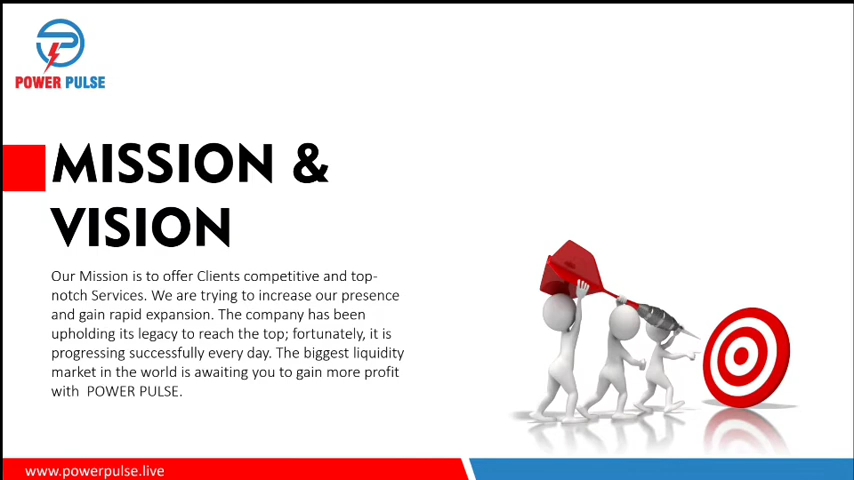 POWER PULSE
MISSION &
VISION
Our Mission is to offer Clients competitive and top-
notch Services. We are trying to increase our presence
and gain rapid expansion. The company has been
upholding its legacy to reach the top; fortunately, it is
progressing successfully every day. The biggest liquidity
market in the world is awaiting you to gain more profit
with  POWER PULSE.
www.powerpulse.live